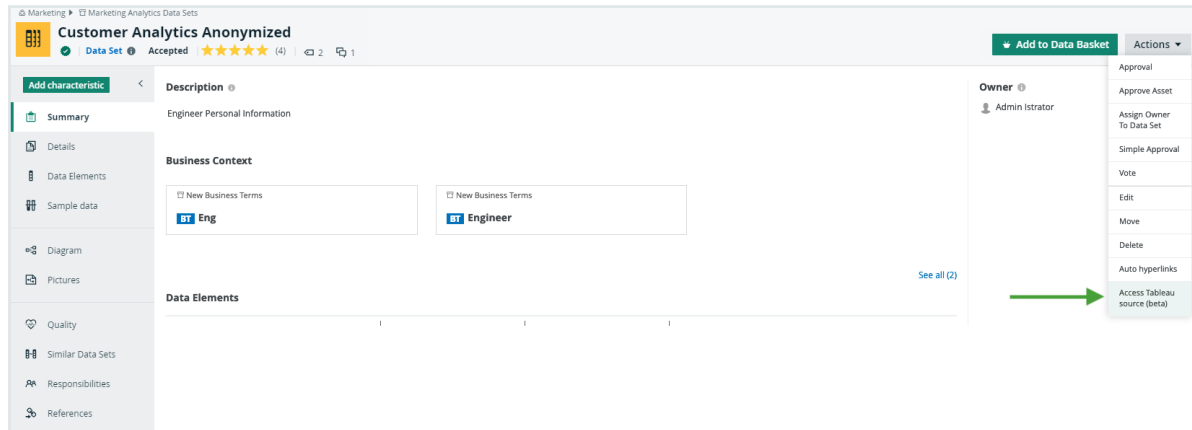 Marketing ▶ Marketing Analytics Data Sets
Customer Analytics Anonymized
Data Set Accepted (4) 2 1
Add to Data Basket
Actions
Add characteristic
Summary
Details
Data Elements
Sample data
Diagram
Pictures
Quality
Similar Data Sets
Responsibilities
References
Description
Engineer Personal Information
Business Context
New Business Terms
BT Eng
New Business Terms
BT Engineer
See all (2)
Data Elements
Owner
Admin Istrator
Approval
Approve Asset
Assign Owner
To Data Set
Simple Approval
Vote
Edit
Move
Delete
Auto hyperlinks
Access Tableau
source (beta)